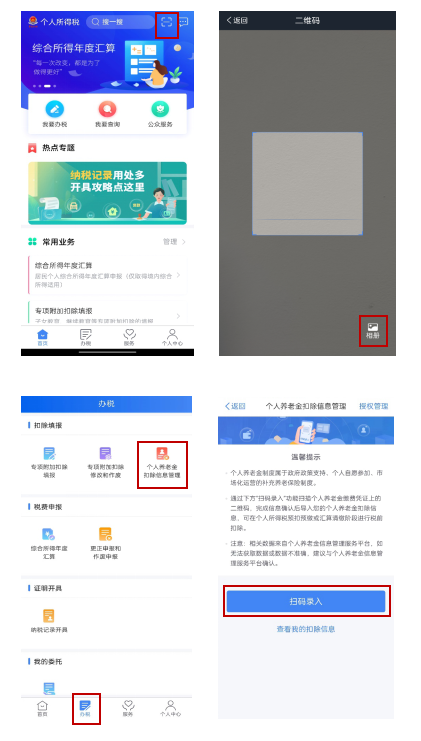 个人所得税
搜一搜
综合所得年度汇算
“每一次改变，都是为了
做得更好”
我要办税
我要查询
公众服务
热点专题
纳税记录用处多
开具攻略点这里
常用业务
管理 >
综合所得年度汇算
居民个人综合所得年度汇算申报（仅取得境内综合
所得适用）
专项附加扣除填报
首页
办税
服务
个人中心
<返回
二维码
相册
办税
扣除填报
专项附加扣除
填报
专项附加扣除
修改和作废
个人养老金
扣除信息管理
税费申报
综合所得年度
汇算
更正申报和
作废申报
证明开具
纳税记录开具
我的委托
首页
办税
服务
个人中心
<返回
个人养老金扣除信息管理
授权管理
温馨提示
· 个人养老金制度属于政府政策支持、个人自愿参加、市
场化运营的补充养老保险制度。
· 通过下方“扫码录入”功能扫描个人养老金缴费凭证上的
二维码，完成信息确认后导入您的个人养老金扣除信
息，可在个人所得税预扣预缴或汇算清缴阶段进行税前
扣除。
· 注意：相关数据来自个人养老金信息管理服务平台，如
无法获取数据或数据不准确，建议与个人养老金信息管
理服务平台确认。
扫码录入
查看我的扣除信息